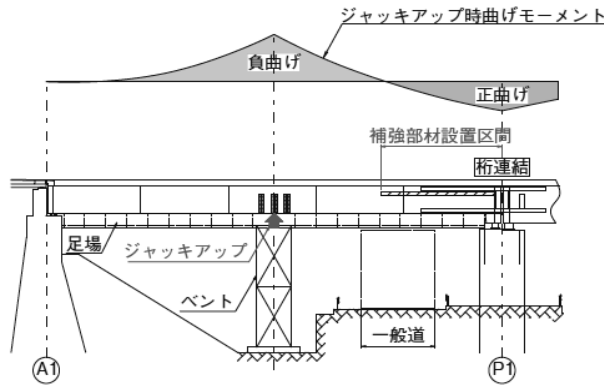 ジャッキアップ時曲げモーメント
負曲げ
正曲げ
補強部材設置区間
桁連結
足場
ジャッキアップ
ベント
一般道
A1
P1